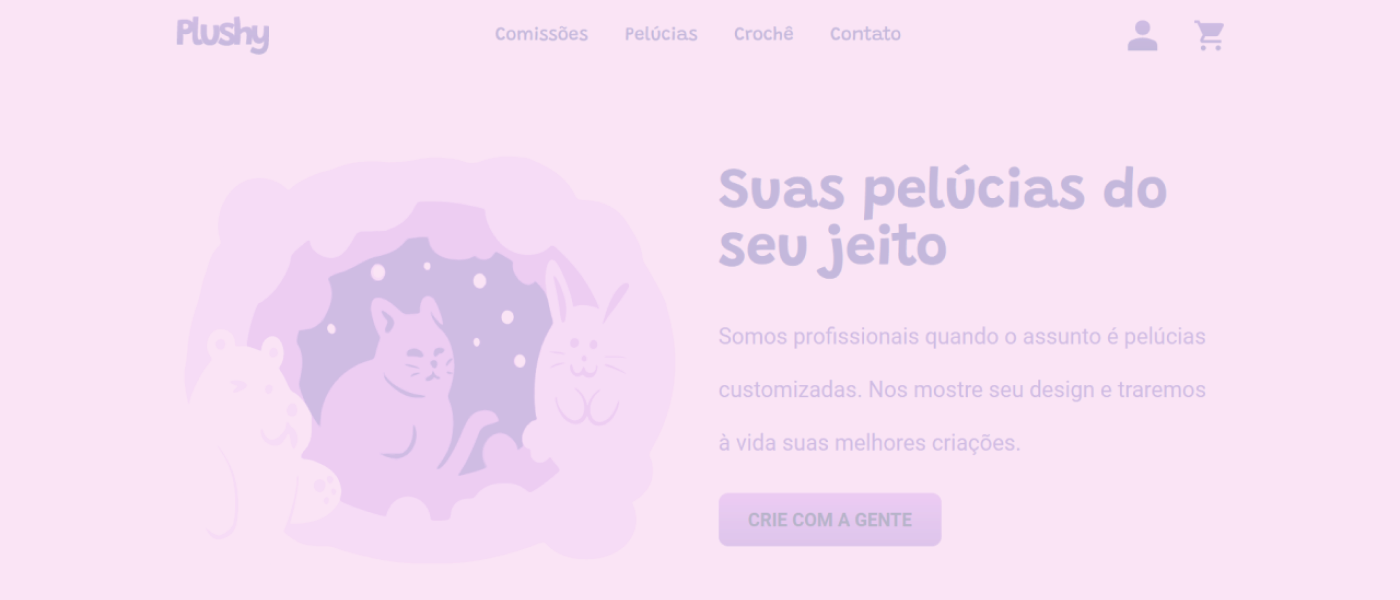 Plushy
Comissões
Pelúcias
Crochê
Contato
Suas pelúcias do
seu jeito
Somos profissionais quando o assunto é pelúcias
customizadas. Nos mostre seu design e traremos
à vida suas melhores criações.
CRIE COM A GENTE